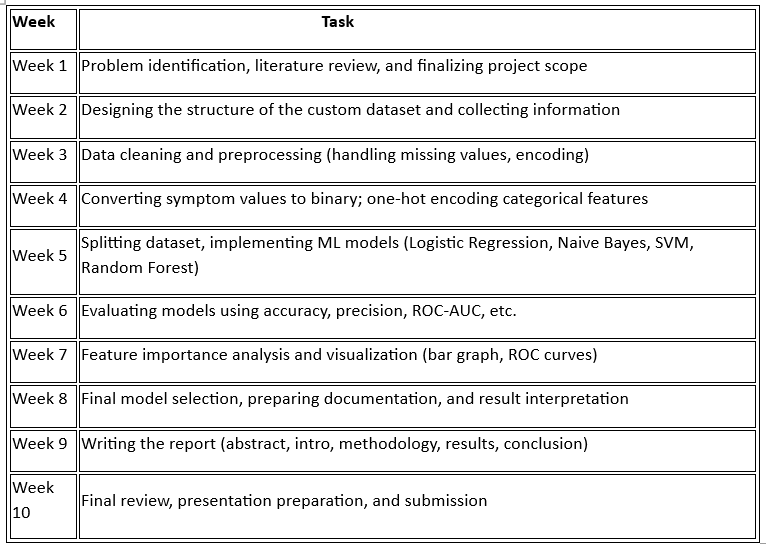 Week Task
Week 1 Problem identification, literature review, and finalizing project scope
Week 2 Designing the structure of the custom dataset and collecting information
Week 3 Data cleaning and preprocessing (handling missing values, encoding)
Week 4 Converting symptom values to binary; one-hot encoding categorical features
Week 5 Splitting dataset, implementing ML models (Logistic Regression, Naive Bayes, SVM,
Random Forest)
Week 6 Evaluating models using accuracy, precision, ROC-AUC, etc.
Week 7 Feature importance analysis and visualization (bar graph, ROC curves)
Week 8 Final model selection, preparing documentation, and result interpretation
Week 9 Writing the report (abstract, intro, methodology, results, conclusion)
Week
10 Final review, presentation preparation, and submission